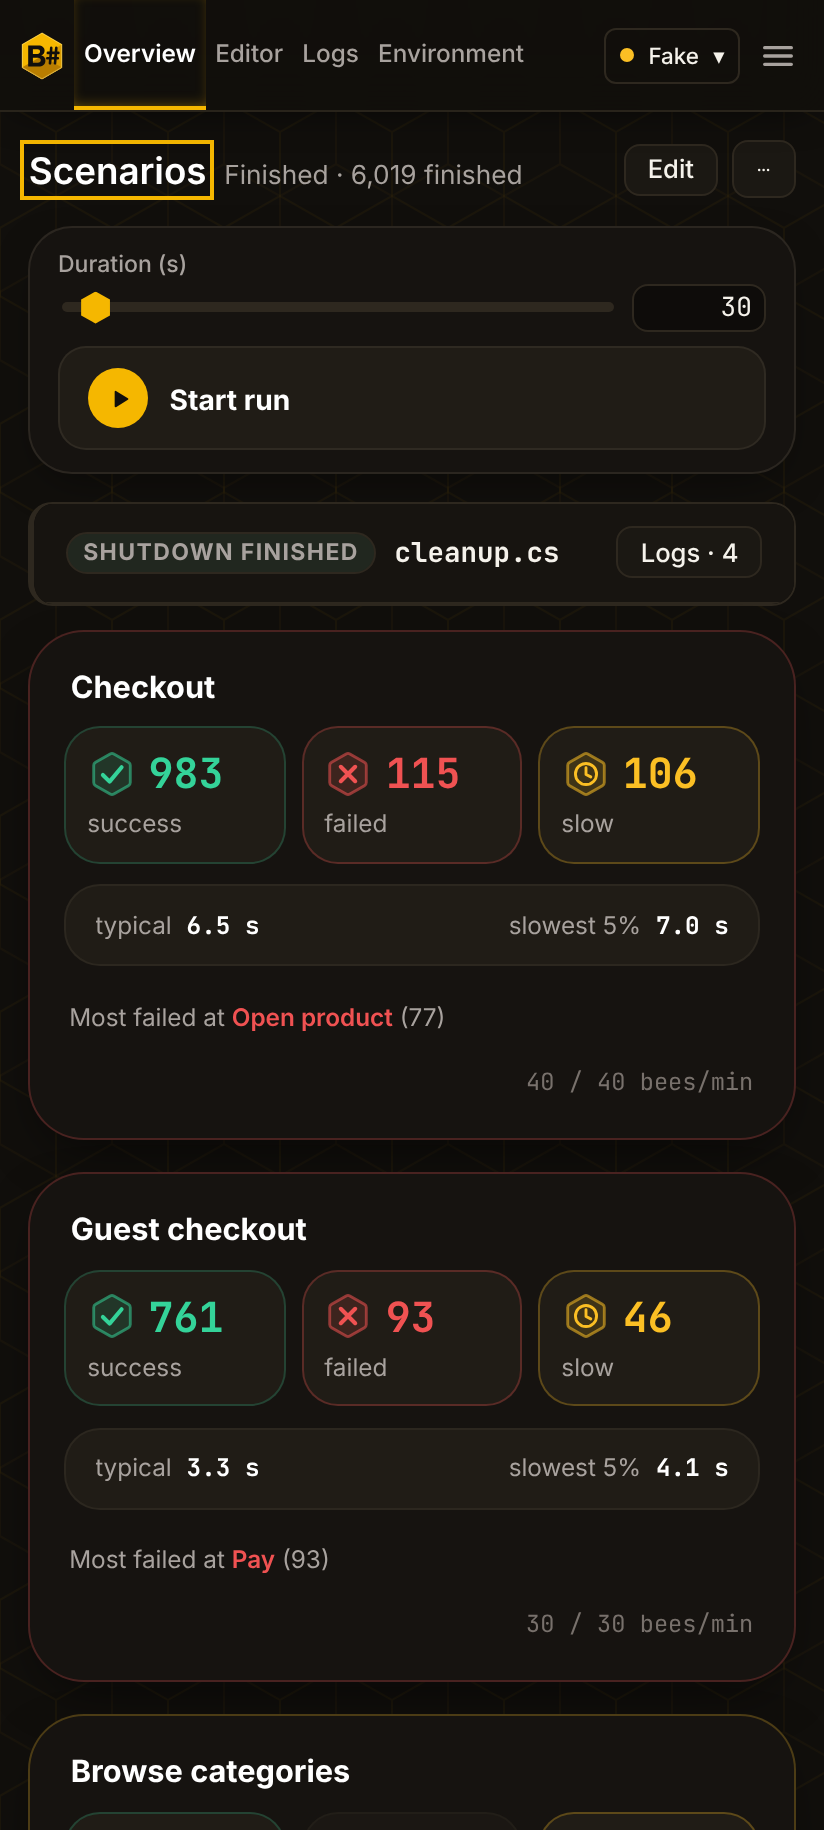 B# Overview Editor Logs Environment Fake ▾
Scenarios Finished · 6,019 finished Edit ···
Duration (s)
30
Start run
SHUTDOWN FINISHED cleanup.cs Logs · 4
Checkout
983 115 106
success failed slow
typical 6.5 s slowest 5% 7.0 s
Most failed at Open product (77)
40 / 40 bees/min
Guest checkout
761 93 46
success failed slow
typical 3.3 s slowest 5% 4.1 s
Most failed at Pay (93)
30 / 30 bees/min
Browse categories